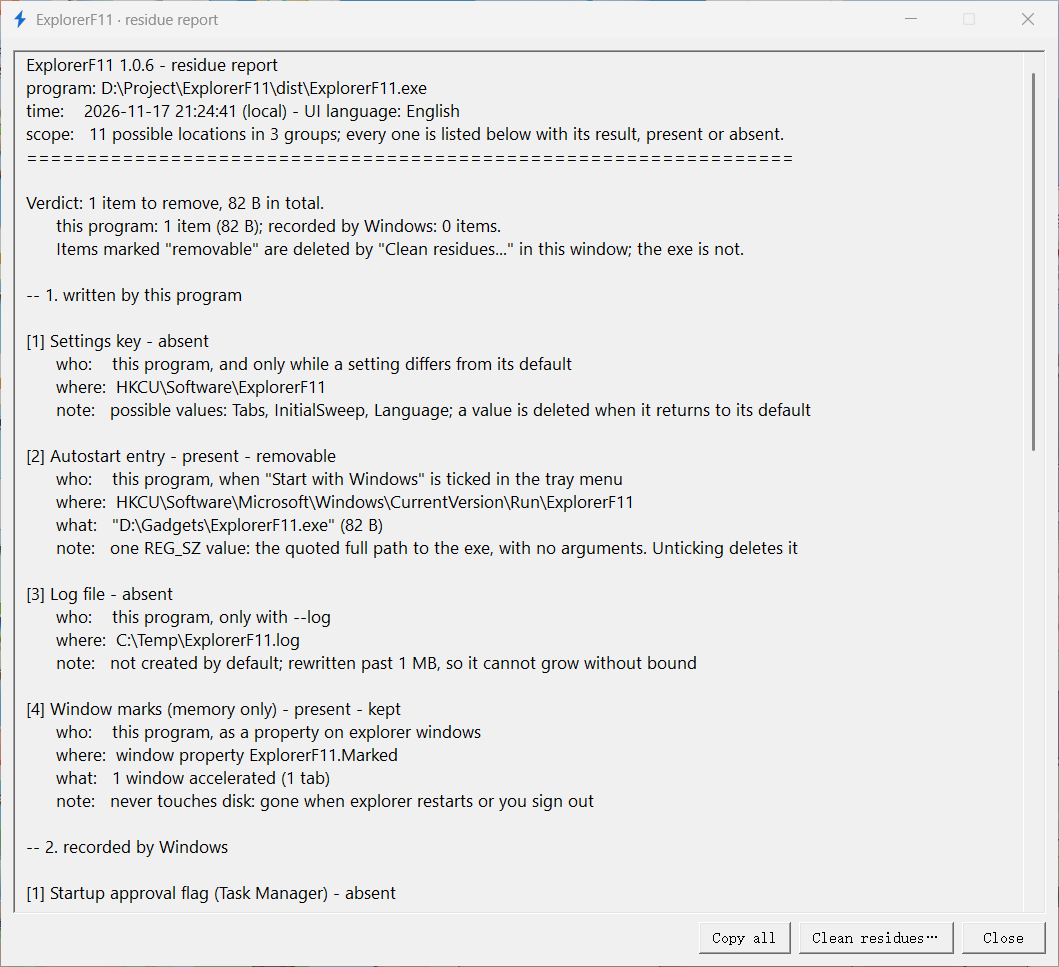 ExplorerF11 · residue report
ExplorerF11 1.0.6 - residue report
program: D:\Project\ExplorerF11\dist\ExplorerF11.exe
time: 2026-11-17 21:24:41 (local) - UI language: English
scope: 11 possible locations in 3 groups; every one is listed below with its result, present or absent.
================================================================
Verdict: 1 item to remove, 82 B in total.
this program: 1 item (82 B); recorded by Windows: 0 items.
Items marked "removable" are deleted by "Clean residues..." in this window; the exe is not.
-- 1. written by this program
[1] Settings key - absent
who: this program, and only while a setting differs from its default
where: HKCU\Software\ExplorerF11
note: possible values: Tabs, InitialSweep, Language; a value is deleted when it returns to its default
[2] Autostart entry - present - removable
who: this program, when "Start with Windows" is ticked in the tray menu
where: HKCU\Software\Microsoft\Windows\CurrentVersion\Run\ExplorerF11
what: "D:\Gadgets\ExplorerF11.exe" (82 B)
note: one REG_SZ value: the quoted full path to the exe, with no arguments. Unticking deletes it
[3] Log file - absent
who: this program, only with --log
where: C:\Temp\ExplorerF11.log
note: not created by default; rewritten past 1 MB, so it cannot grow without bound
[4] Window marks (memory only) - present - kept
who: this program, as a property on explorer windows
where: window property ExplorerF11.Marked
what: 1 window accelerated (1 tab)
note: never touches disk: gone when explorer restarts or you sign out
-- 2. recorded by Windows
[1] Startup approval flag (Task Manager) - absent
Copy all
Clean residues…
Close